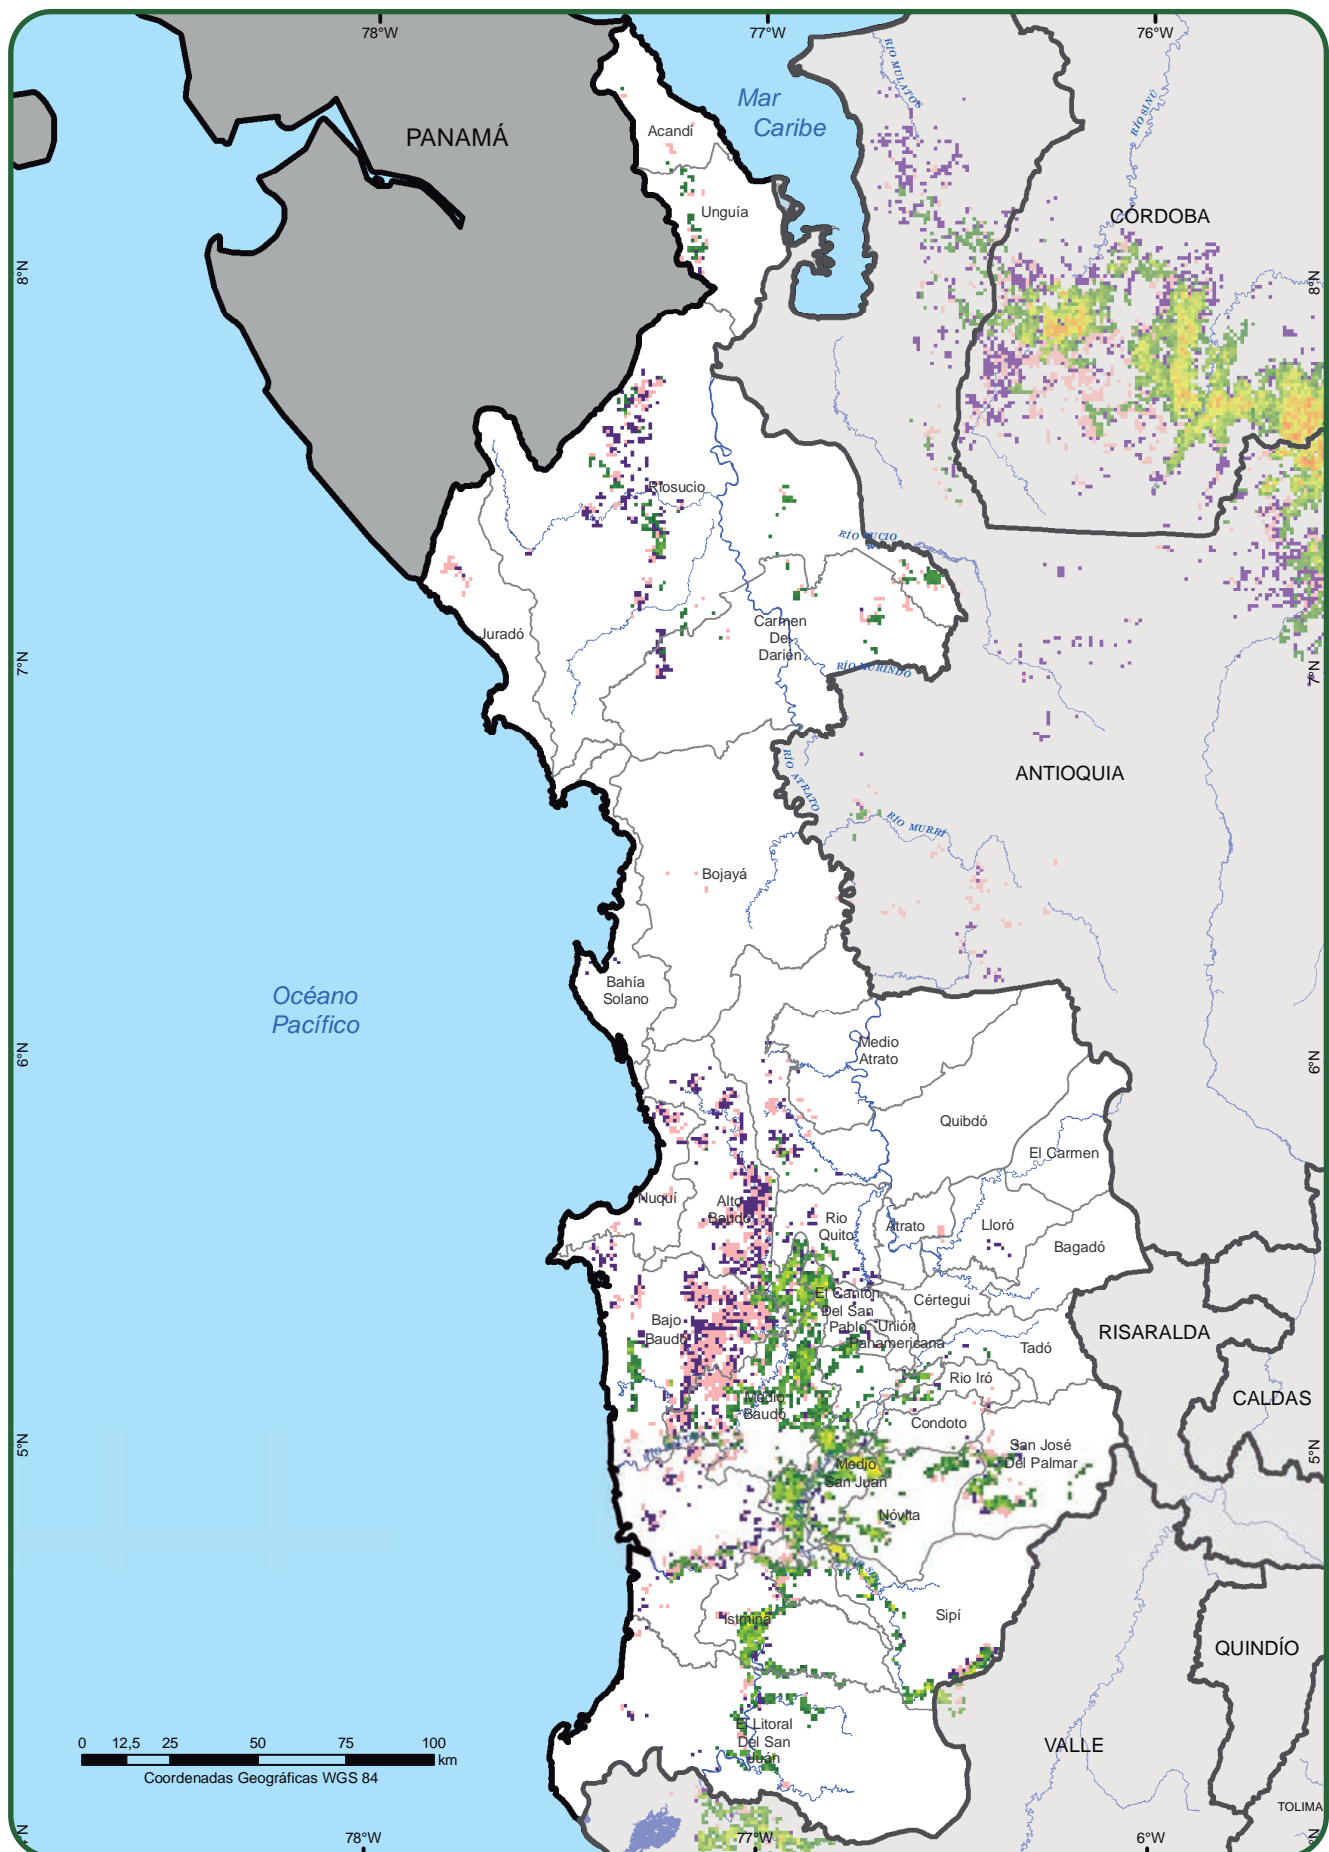 78°W
77°W
76°W
RÍO MULATOS
RÍO SINÚ
Mar
Caribe
PANAMÁ
Acandí
Unguía
CÓRDOBA
8°N
8°N
Riosucio
RÍO SUCIO
Juradó
Carmen
Del
Darién
RÍO MURINDÓ
7°N
7°N
RÍO ATRATO
ANTIOQUIA
RÍO MURRÍ
Bojayá
Bahía
Solano
Océano
Pacífico
6°N
6°N
Medio
Atrato
Quibdó
El Carmen
Nuquí
Alto
Baudó
Rio
Quito
Atrato
Lloró
Bagadó
El Cantón
Del San
Pablo
Cértegui
Unión
Panamericana
Bajo
Baudó
Tadó
RISARALDA
Rio Iró
CALDAS
Medio
Baudó
Condoto
San José
Del Palmar
5°N
5°N
Medio
San Juan
Nóvita
Istmina
Sipí
QUINDÍO
El Litoral
Del San
Juan
VALLE
TOLIMA
0 12,5 25 50 75 100
km
Coordenadas Geográficas WGS 84
78°W
77°W
6°W